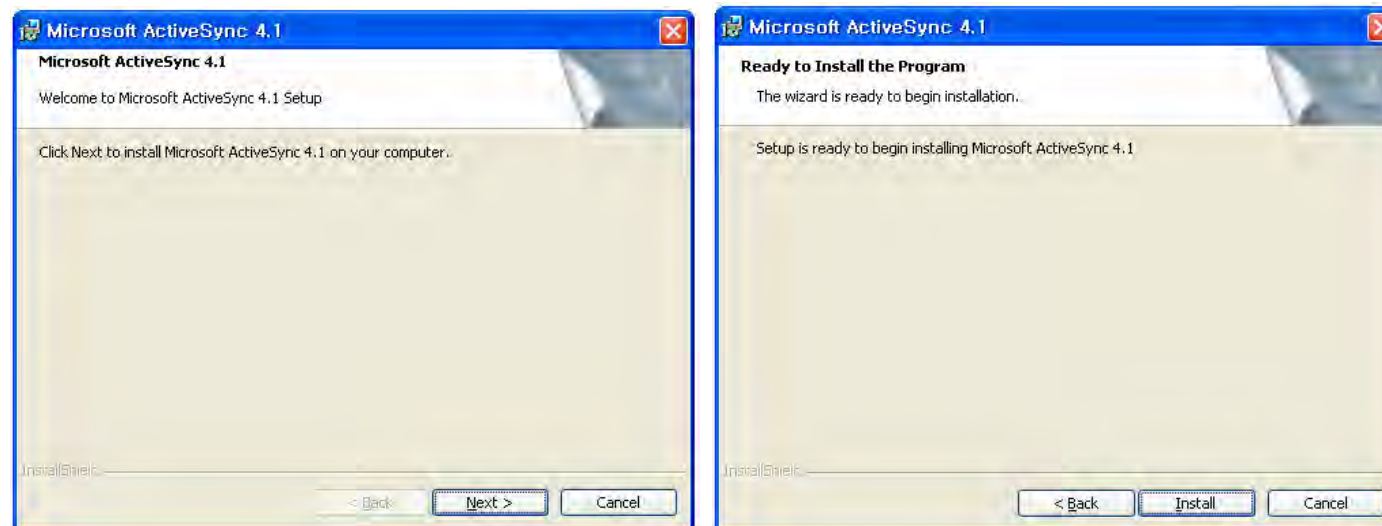 Microsoft ActiveSync 4.1
Microsoft ActiveSync 4.1
Welcome to Microsoft ActiveSync 4.1 Setup
Click Next to install Microsoft ActiveSync 4.1 on your computer.
InstallShield
< Back
Next >
Cancel
Microsoft ActiveSync 4.1
Ready to Install the Program
The wizard is ready to begin installation.
Setup is ready to begin installing Microsoft ActiveSync 4.1
InstallShield
< Back
Install
Cancel